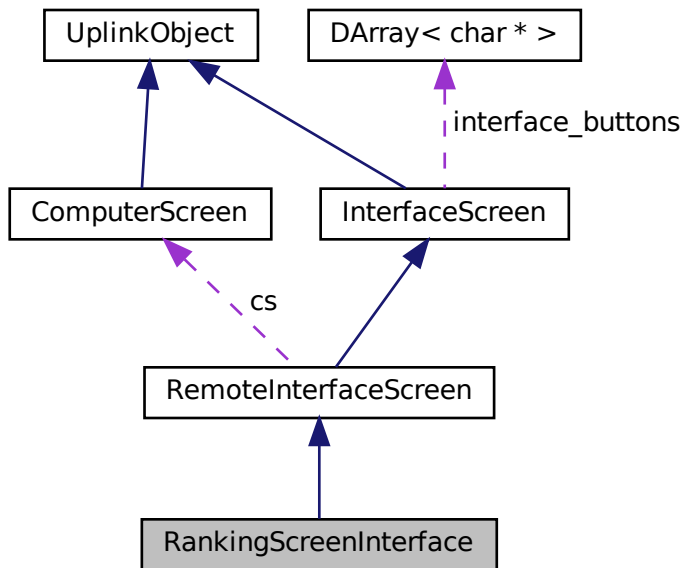 UplinkObject
DArray< char * >
interface_buttons
ComputerScreen
InterfaceScreen
cs
RemoteInterfaceScreen
RankingScreenInterface